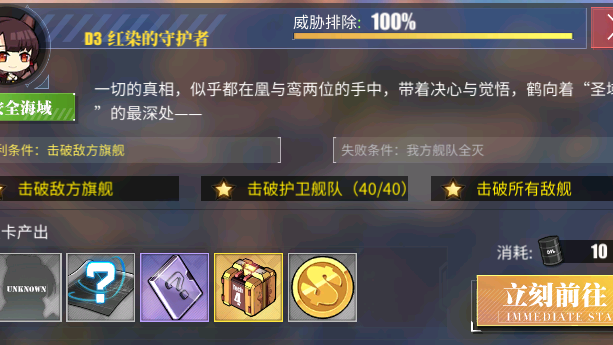 威胁排除: 100%
D3 红染的守护者
一切的真相，似乎都在凰与鸾两位的手中，带着决心与觉悟，鹤向着“圣域
”的最深处——
安全海域
利条件：击破敌方旗舰
失败条件：我方舰队全灭
击破敌方旗舰
击破护卫舰队（40/40）
击破所有敌舰
卡产出
消耗: 10
UNKNOWN
?
Tech
4
OIL
立刻前往
IMMEDIATE STA